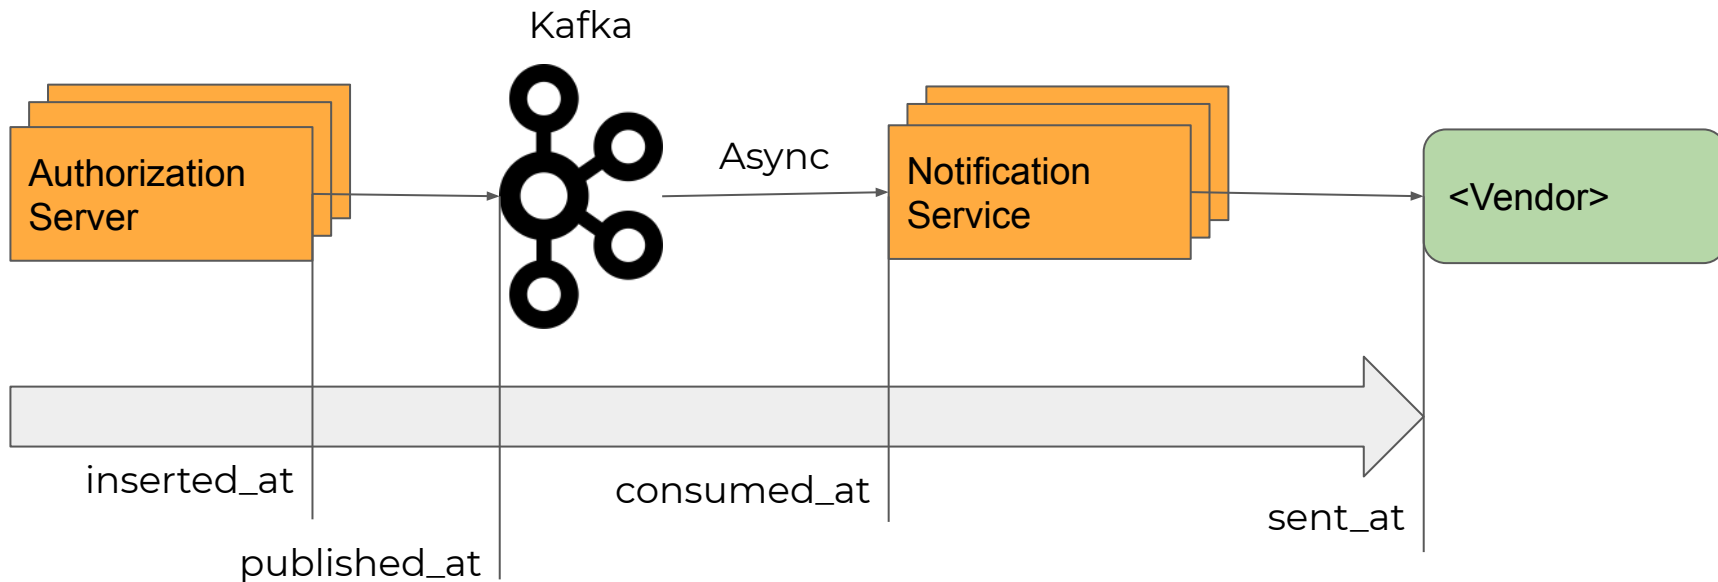 Kafka
Authorization
Server
Async
Notification
Service
<Vendor>
inserted_at
published_at
consumed_at
sent_at